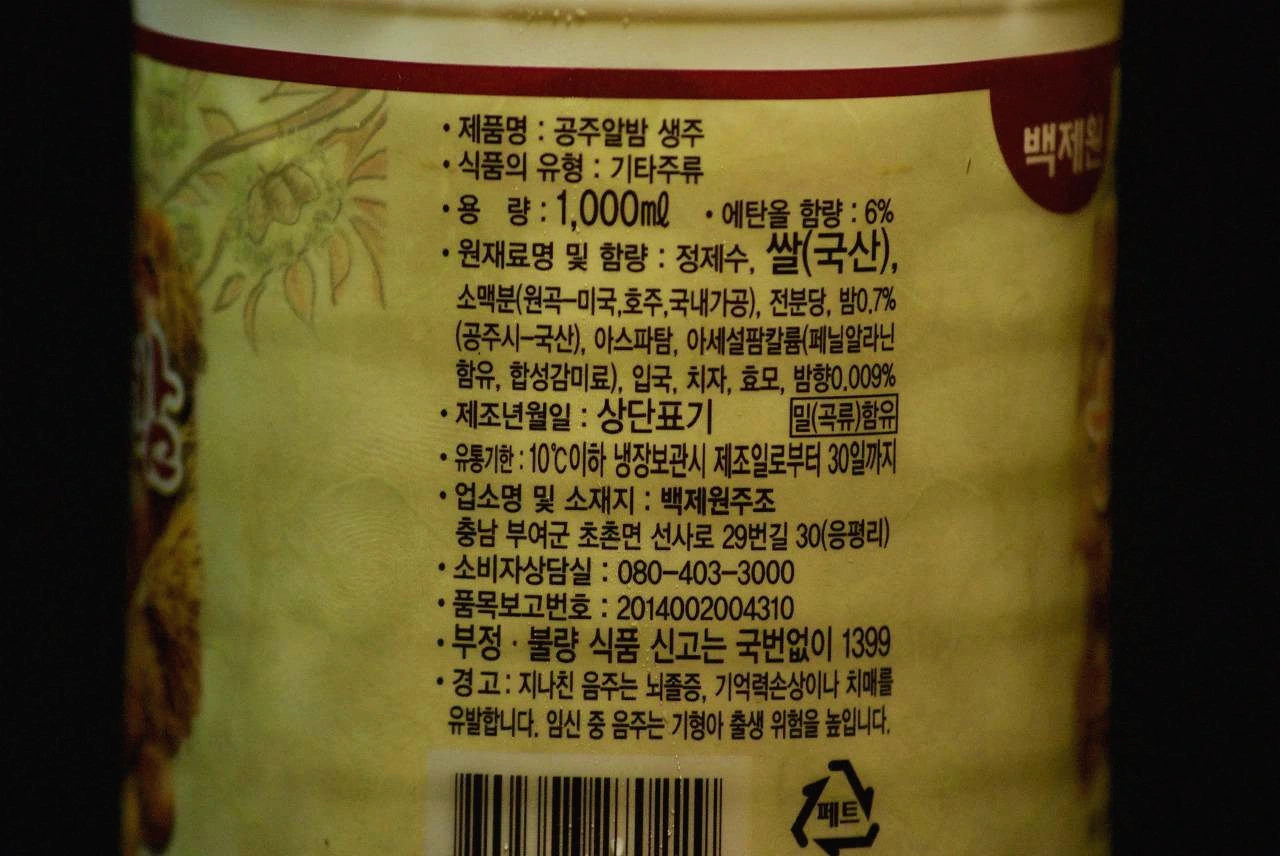 백제원
• 제품명 : 공주알밤 생주
• 식품의 유형 : 기타주류
• 용 량 : 1,000㎖ • 에탄올 함량 : 6%
• 원재료명 및 함량 : 정제수, 쌀(국산),
소맥분(원곡-미국,호주,국내가공), 전분당, 밤0.7%
(공주시-국산), 아스파탐, 아세설팜칼륨(페닐알라닌
함유, 합성감미료), 입국, 치자, 효모, 밤향0.009%
• 제조년월일 : 상단표기 밀(곡류)함유
• 유통기한 : 10℃이하 냉장보관시 제조일로부터 30일까지
• 업소명 및 소재지 : 백제원주조
충남 부여군 초촌면 선사로 29번길 30(응평리)
• 소비자상담실 : 080-403-3000
• 품목보고번호 : 2014002004310
• 부정 · 불량 식품 신고는 국번없이 1399
• 경고 : 지나친 음주는 뇌졸중, 기억력손상이나 치매를
유발합니다. 임신 중 음주는 기형아 출생 위험을 높입니다.
페트